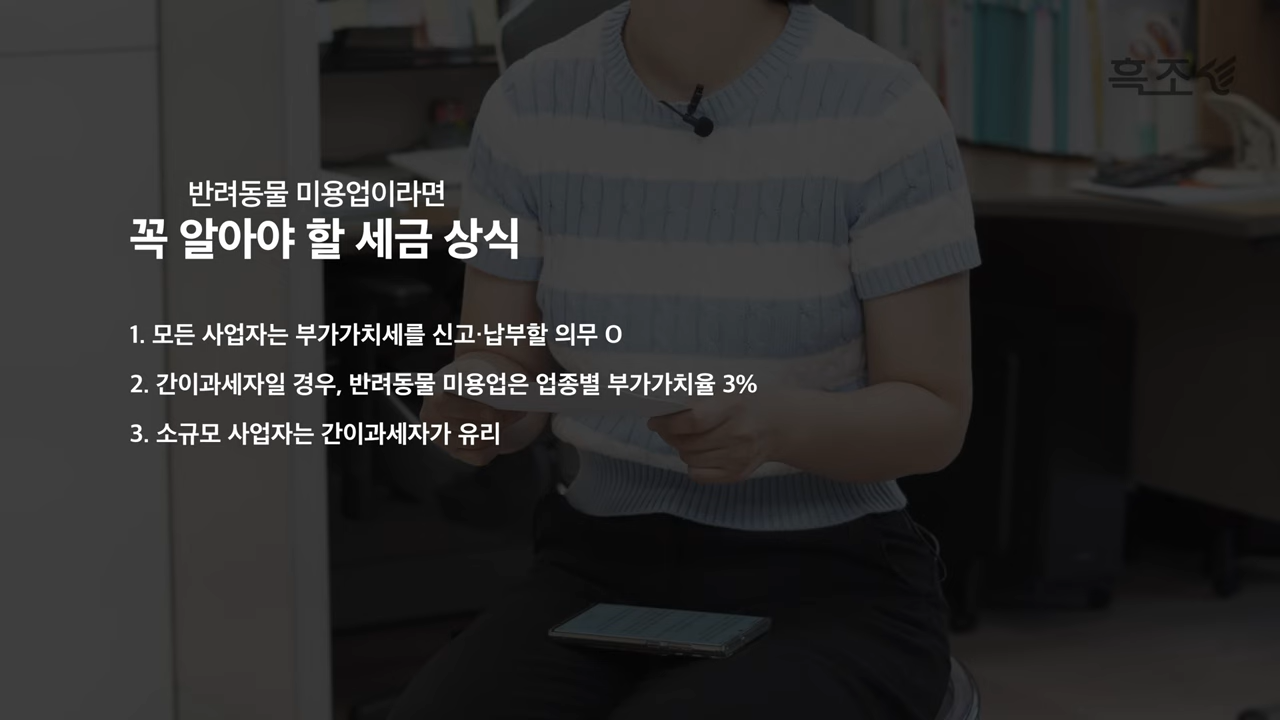 흑조
반려동물 미용업이라면
꼭 알아야 할 세금 상식
1. 모든 사업자는 부가가치세를 신고·납부할 의무 O
2. 간이과세자일 경우, 반려동물 미용업은 업종별 부가가치율 3%
3. 소규모 사업자는 간이과세자가 유리